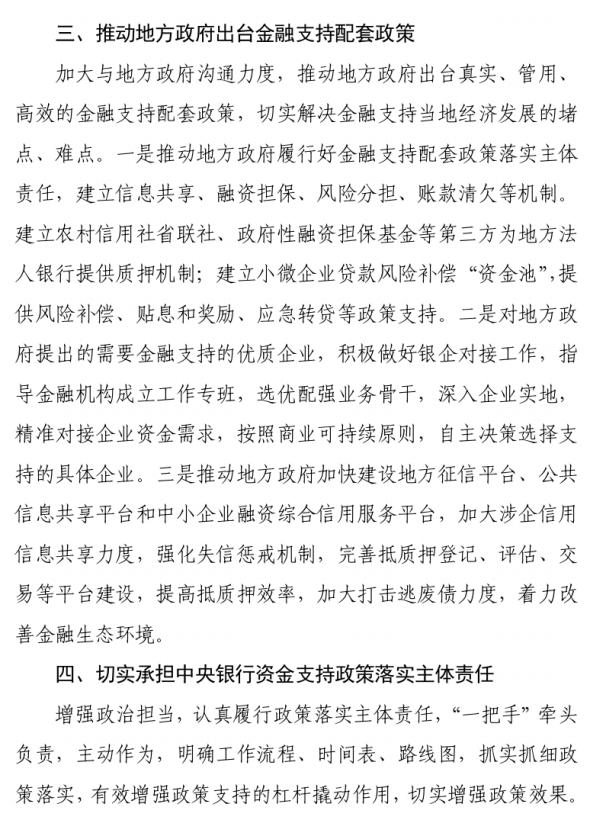 三、推动地方政府出台金融支持配套政策
加大与地方政府沟通力度，推动地方政府出台真实、管用、
高效的金融支持配套政策，切实解决金融支持当地经济发展的堵
点、难点。一是推动地方政府履行好金融支持配套政策落实主体
责任，建立信息共享、融资担保、风险分担、账款清欠等机制。
建立农村信用社省联社、政府性融资担保基金等第三方为地方法
人银行提供质押机制；建立小微企业贷款风险补偿“资金池”，提
供风险补偿、贴息和奖励、应急转贷等政策支持。二是对地方政
府提出的需要金融支持的优质企业，积极做好银企对接工作，指
导金融机构成立工作专班，选优配强业务骨干，深入企业实地，
精准对接企业资金需求，按照商业可持续原则，自主决策选择支
持的具体企业。三是推动地方政府加快建设地方征信平台、公共
信息共享平台和中小企业融资综合信用服务平台，加大涉企信用
信息共享力度，强化失信惩戒机制，完善抵质押登记、评估、交
易等平台建设，提高抵质押效率，加大打击逃废债力度，着力改
善金融生态环境。
四、切实承担中央银行资金支持政策落实主体责任
增强政治担当，认真履行政策落实主体责任，“一把手”牵头
负责，主动作为，明确工作流程、时间表、路线图，抓实抓细政
策落实，有效增强政策支持的杠杆撬动作用，切实增强政策效果。